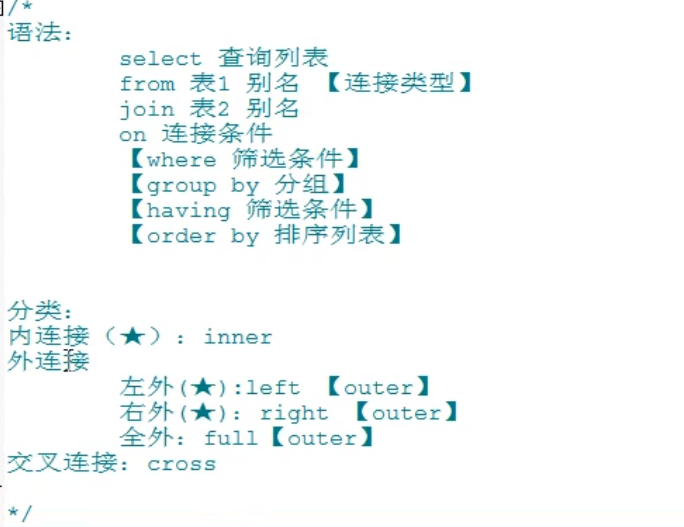 /*
语法：
select 查询列表
from 表1 别名 【连接类型】
join 表2 别名
on 连接条件
【where 筛选条件】
【group by 分组】
【having 筛选条件】
【order by 排序列表】
分类：
内连接（★）：inner
外连接
左外(★):left 【outer】
右外(★)：right 【outer】
全外：full【outer】
交叉连接：cross
*/